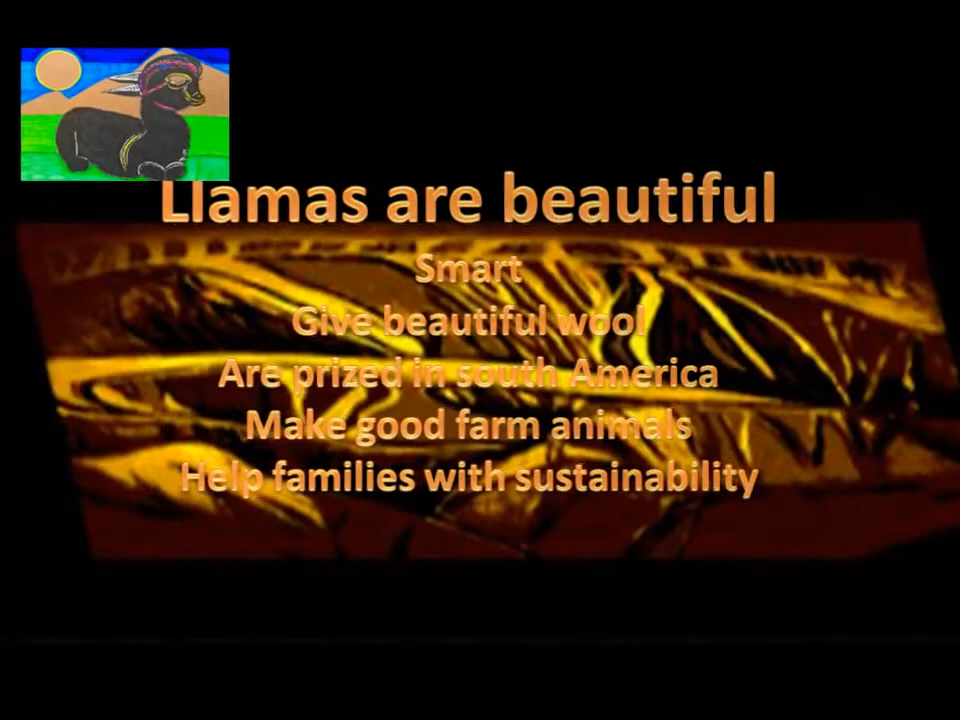 Llamas are beautiful
Smart
Give beautiful wool
Are prized in south America
Make good farm animals
Help families with sustainability